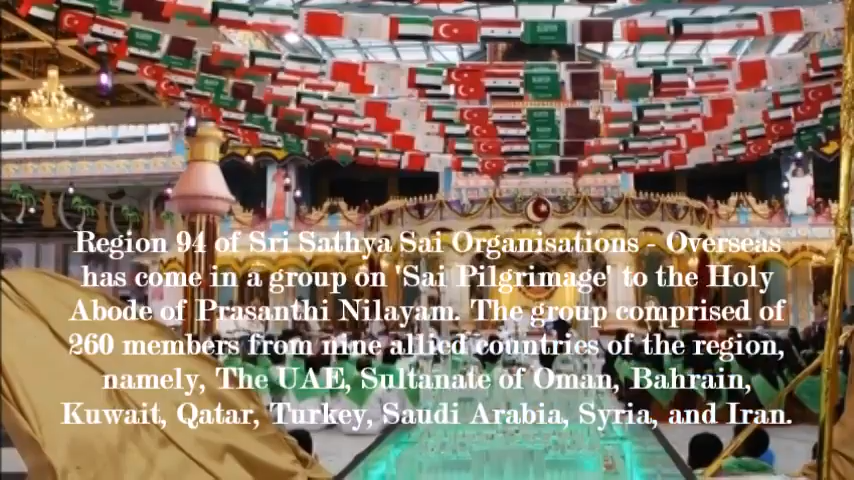 Region 94 of Sri Sathya Sai Organisations - Overseas
has come in a group on 'Sai Pilgrimage' to the Holy
Abode of Prasanthi Nilayam. The group comprised of
260 members from nine allied countries of the region,
namely, The UAE, Sultanate of Oman, Bahrain,
Kuwait, Qatar, Turkey, Saudi Arabia, Syria, and Iran.